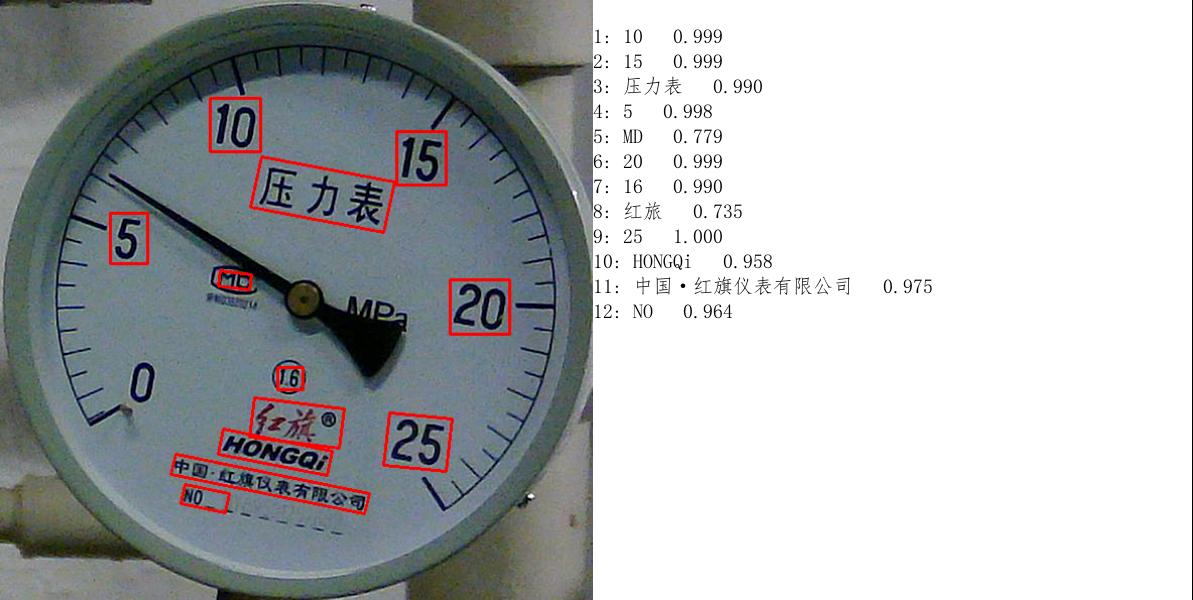 10
15
压力表
5
MD
20
MPa
0
1.6
红旗®
25
HONGQi
中国·红旗仪表有限公司
NO
1: 10 0.999
2: 15 0.999
3: 压力表 0.990
4: 5 0.998
5: MD 0.779
6: 20 0.999
7: 16 0.990
8: 红旅 0.735
9: 25 1.000
10: HONGQi 0.958
11: 中国·红旗仪表有限公司 0.975
12: NO 0.964